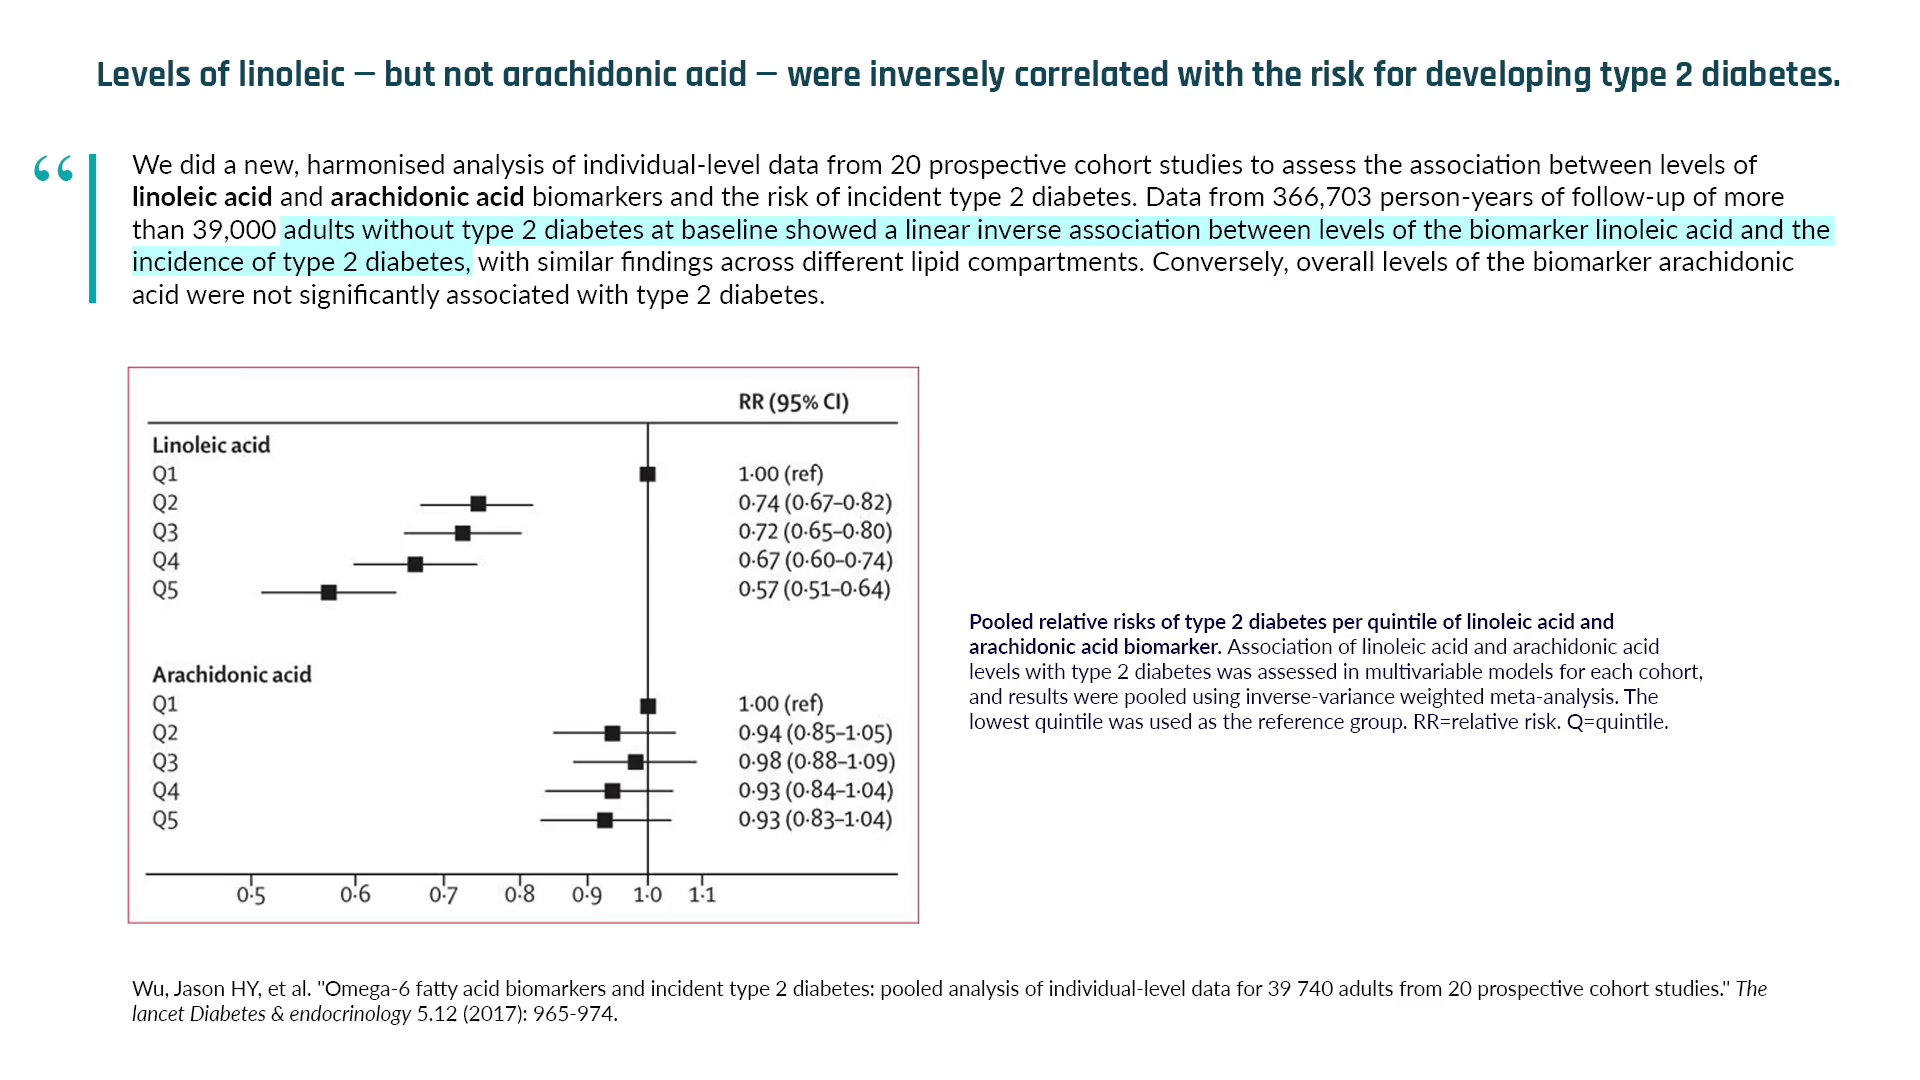 Levels of linoleic — but not arachidonic acid — were inversely correlated with the risk for developing type 2 diabetes.
“
We did a new, harmonised analysis of individual-level data from 20 prospective cohort studies to assess the association between levels of
linoleic acid and arachidonic acid biomarkers and the risk of incident type 2 diabetes. Data from 366,703 person-years of follow-up of more
than 39,000 adults without type 2 diabetes at baseline showed a linear inverse association between levels of the biomarker linoleic acid and the
incidence of type 2 diabetes, with similar findings across different lipid compartments. Conversely, overall levels of the biomarker arachidonic
acid were not significantly associated with type 2 diabetes.
RR (95% CI)
Linoleic acid
Q1 1·00 (ref)
Q2 0·74 (0·67–0·82)
Q3 0·72 (0·65–0·80)
Q4 0·67 (0·60–0·74)
Q5 0·57 (0·51–0·64)
Arachidonic acid
Q1 1·00 (ref)
Q2 0·94 (0·85–1·05)
Q3 0·98 (0·88–1·09)
Q4 0·93 (0·84–1·04)
Q5 0·93 (0·83–1·04)
0·5 0·6 0·7 0·8 0·9 1·0 1·1
Pooled relative risks of type 2 diabetes per quintile of linoleic acid and
arachidonic acid biomarker. Association of linoleic acid and arachidonic acid
levels with type 2 diabetes was assessed in multivariable models for each cohort,
and results were pooled using inverse-variance weighted meta-analysis. The
lowest quintile was used as the reference group. RR=relative risk. Q=quintile.
Wu, Jason HY, et al. "Omega-6 fatty acid biomarkers and incident type 2 diabetes: pooled analysis of individual-level data for 39 740 adults from 20 prospective cohort studies." The
lancet Diabetes & endocrinology 5.12 (2017): 965-974.